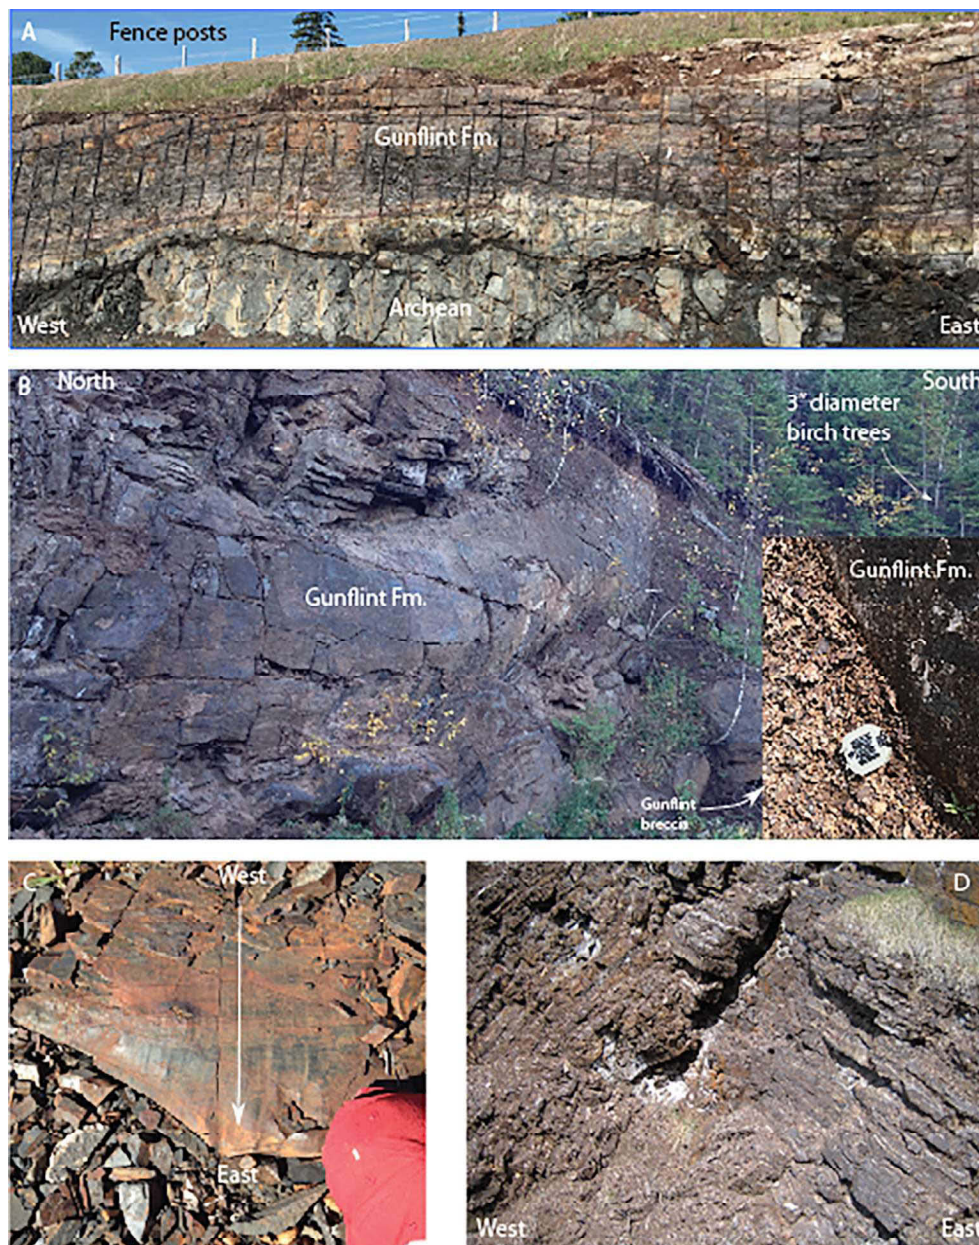 A
Fence posts
Gunflint Fm.
Archean
West
East
B
North
South
3" diameter
birch trees
Gunflint Fm.
Gunflint Fm.
Gunflint
breccia
C
West
East
D
West
East